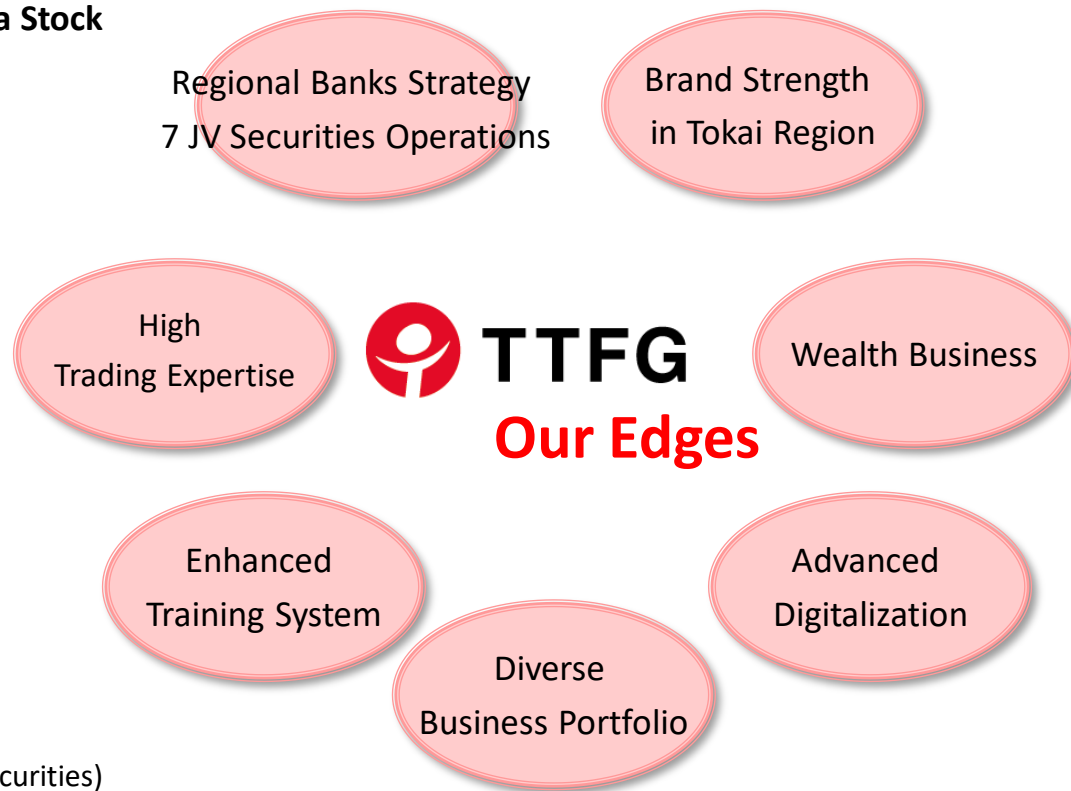 a Stock
Regional Banks Strategy
7 JV Securities Operations
Brand Strength
in Tokai Region
High
Trading Expertise
TTFG
Our Edges
Wealth Business
Enhanced
Training System
Advanced
Digitalization
Diverse
Business Portfolio
curities)